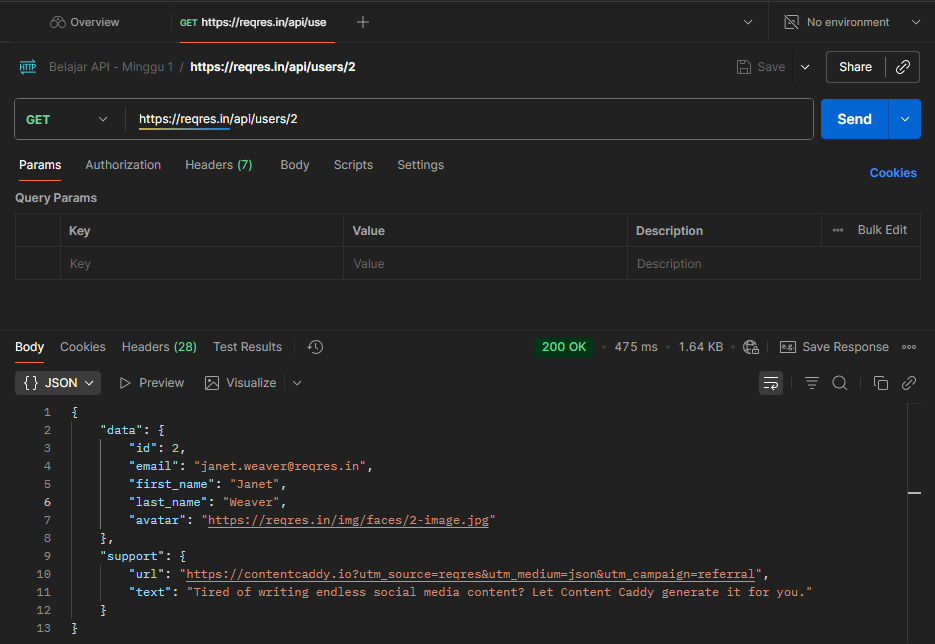 Overview GET https://reqres.in/api/use No environment
HTTP Belajar API - Minggu 1 / https://reqres.in/api/users/2 Save Share
GET https://reqres.in/api/users/2 Send
Params Authorization Headers (7) Body Scripts Settings Cookies
Query Params
Key Value Description Bulk Edit
Key Value Description
Body Cookies Headers (28) Test Results 200 OK 475 ms 1.64 KB e.g. Save Response
{} JSON Preview Visualize
1 {
2 "data": {
3 "id": 2,
4 "email": "janet.weaver@reqres.in",
5 "first_name": "Janet",
6 "last_name": "Weaver",
7 "avatar": "https://reqres.in/img/faces/2-image.jpg"
8 },
9 "support": {
10 "url": "https://contentcaddy.io?utm_source=reqres&utm_medium=json&utm_campaign=referral",
11 "text": "Tired of writing endless social media content? Let Content Caddy generate it for you."
12 }
13 }